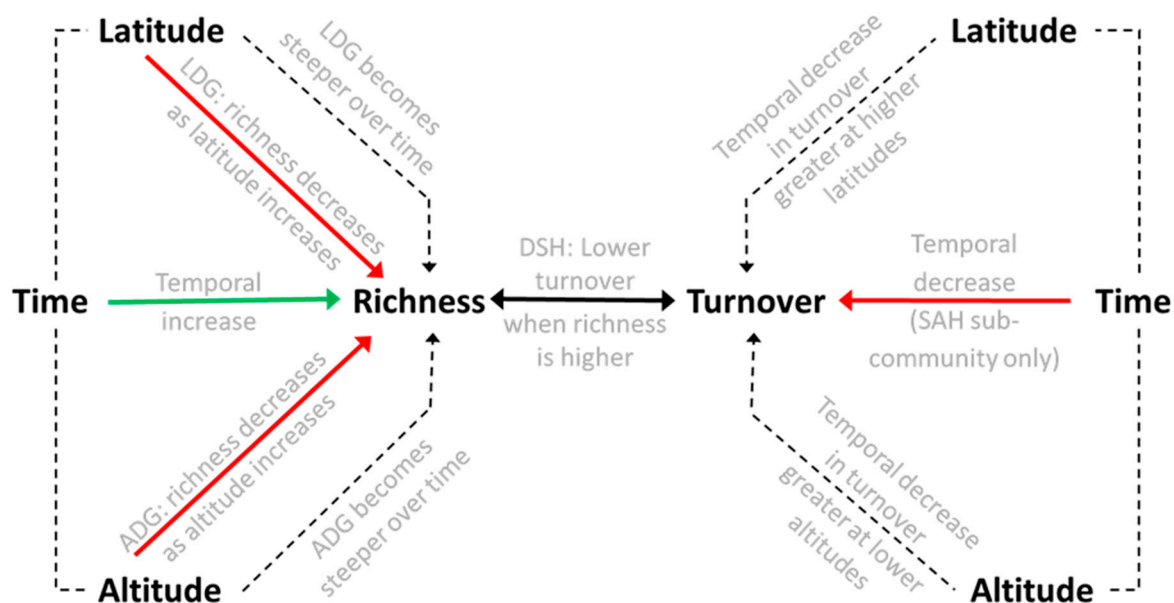 Latitude
LDG becomes
steeper over time
LDG: richness decreases
as latitude increases
Time
Temporal
increase
Richness
ADG: richness decreases
as altitude increases
ADG becomes
steeper over time
Altitude
DSH: Lower
turnover
when richness
is higher
Latitude
Temporal decrease
in turnover
greater at higher
latitudes
Turnover
Temporal
decrease
(SAH sub-
community only)
Time
Temporal decrease
in turnover
greater at lower
altitudes
Altitude